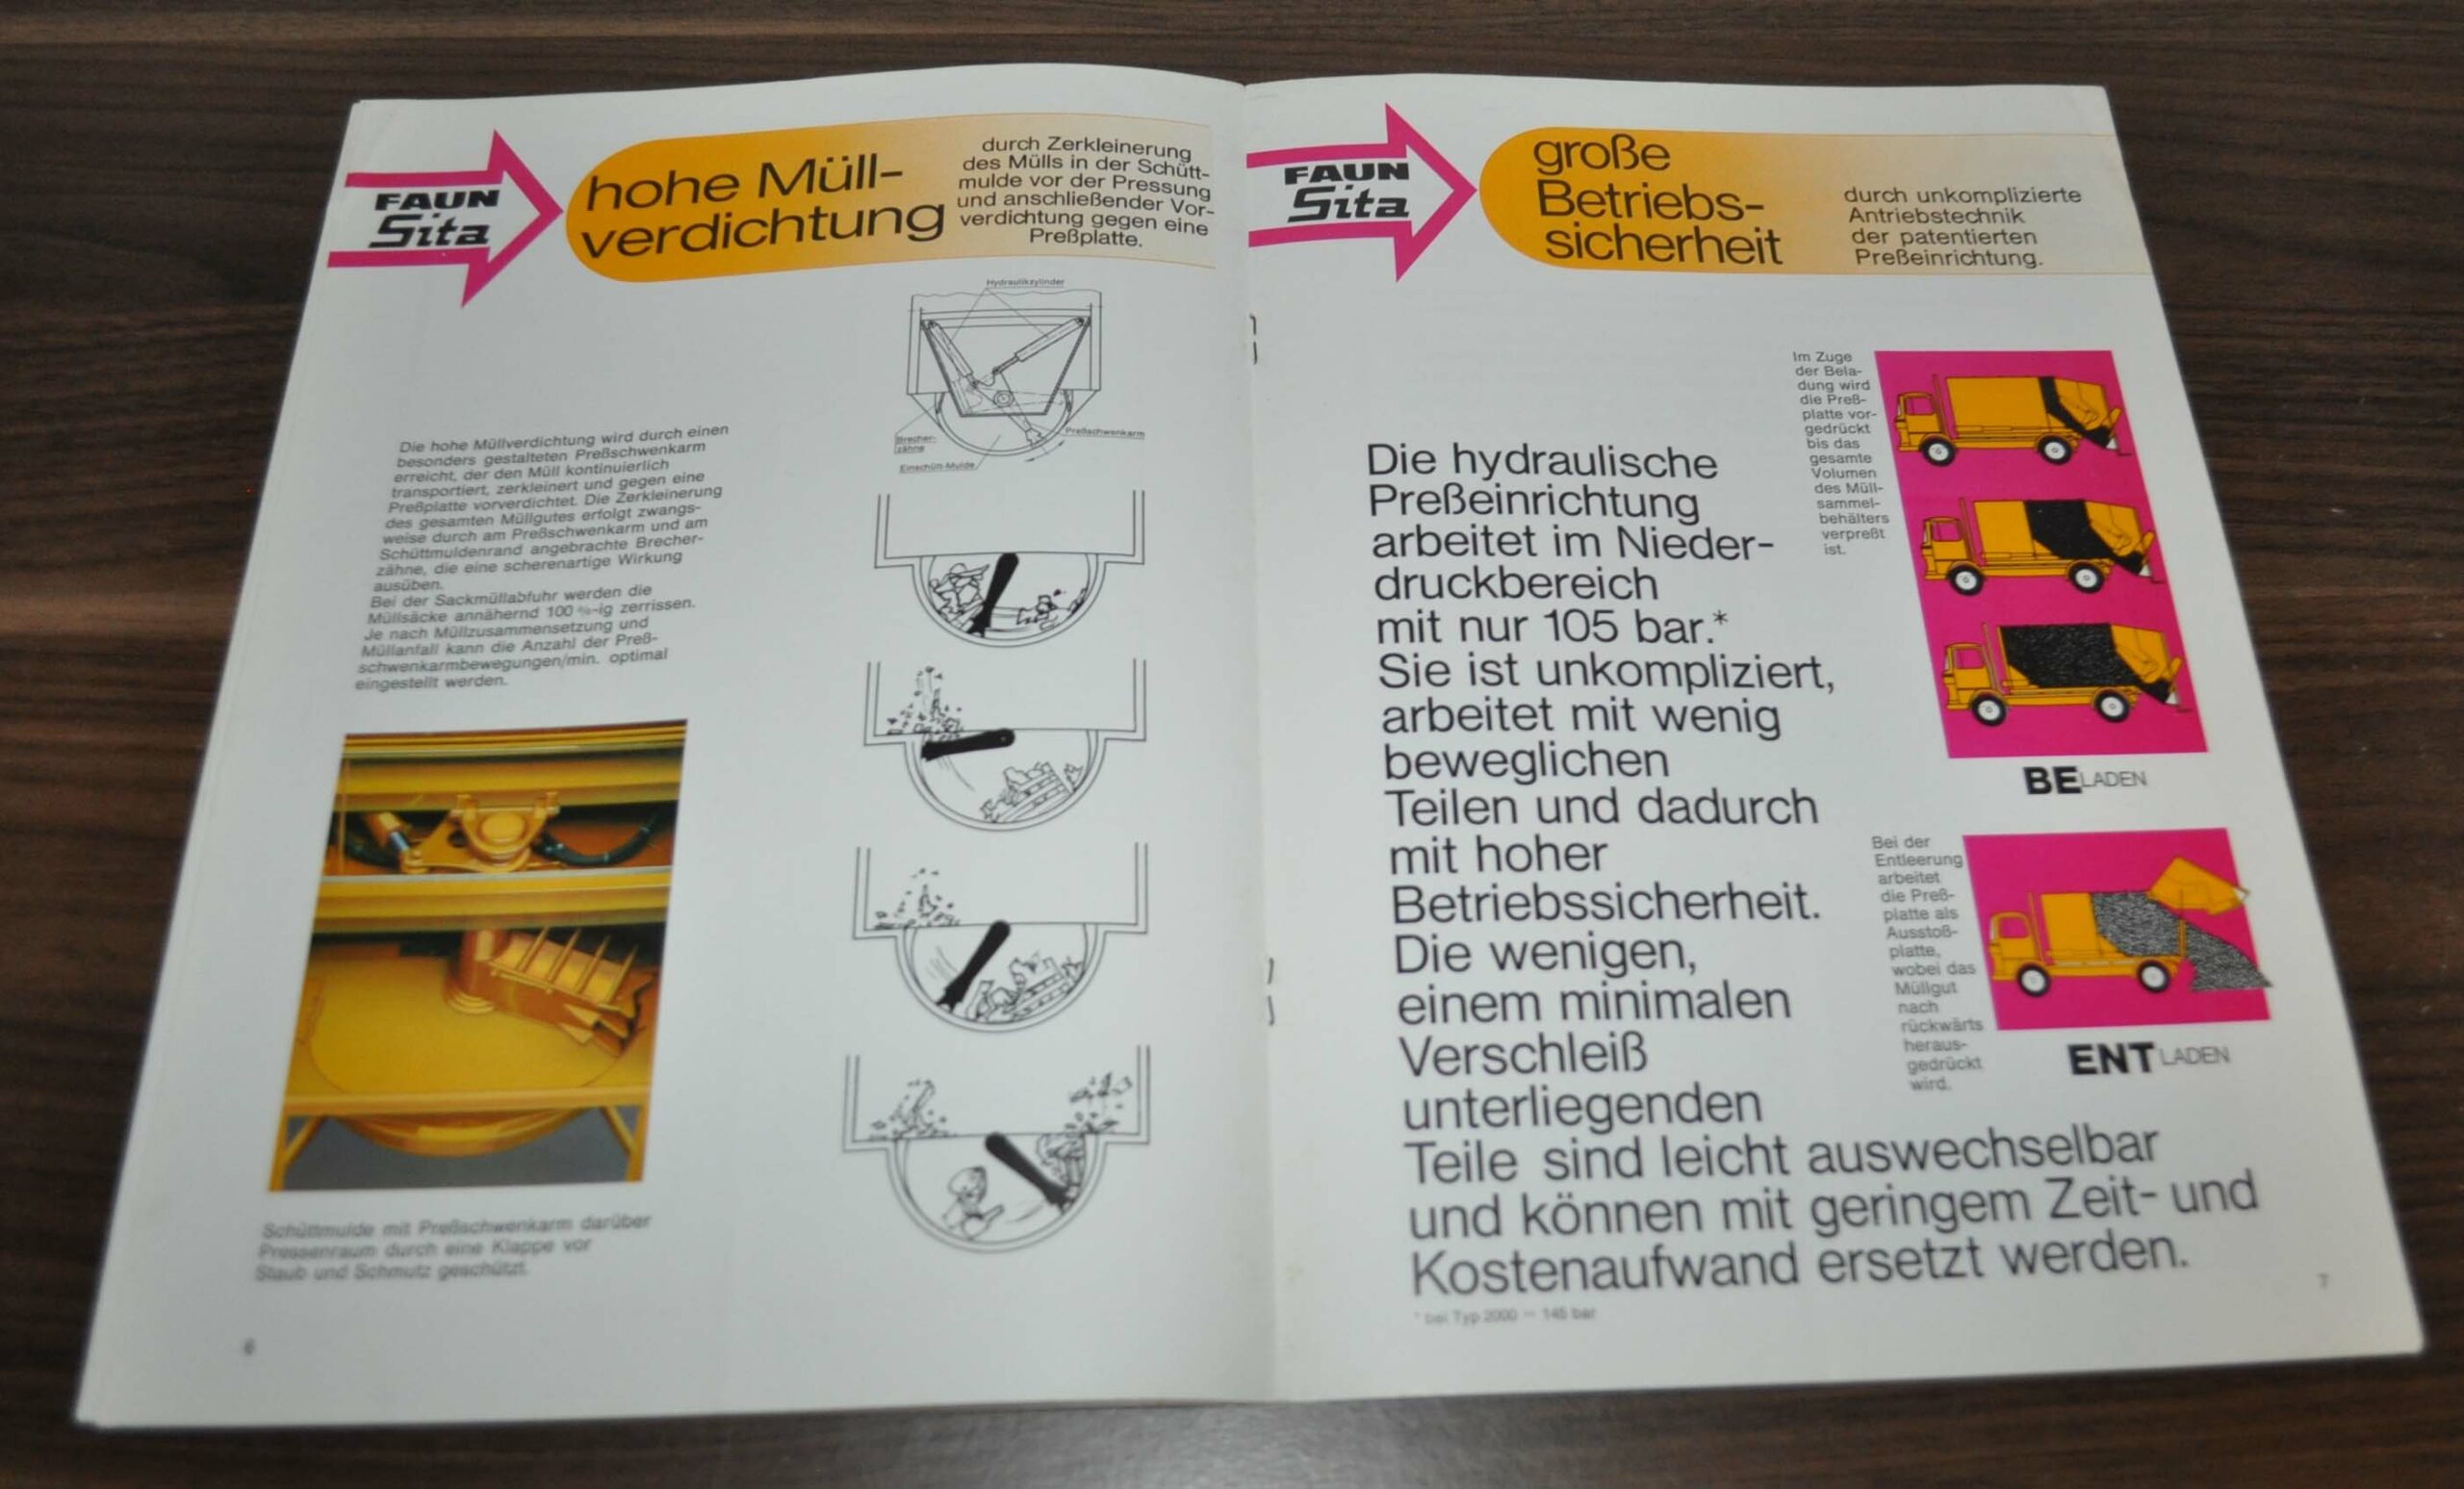 FAUN
Sita
hohe Müll-
verdichtung
durch Zerkleinerung
des Mülls in der Schütt-
mulde vor der Pressung
und anschließender Vor-
verdichtung gegen eine
Preßplatte.
Hydraulikzylinder
Brecher-
zähne
Preßschwenkarm
Einschütt-Mulde
Die hohe Müllverdichtung wird durch einen
besonders gestalteten Preßschwenkarm
erreicht, der den Müll kontinuierlich
transportiert, zerkleinert und gegen eine
Preßplatte vorverdichtet. Die Zerkleinerung
des gesamten Müllgutes erfolgt zwangs-
weise durch am Preßschwenkarm und am
Schüttmuldenrand angebrachte Brecher-
zähne, die eine scherenartige Wirkung
ausüben.
Bei der Sackmüllabfuhr werden die
Müllsäcke annähernd 100 %-ig zerrissen.
Je nach Müllzusammensetzung und
Müllanfall kann die Anzahl der Preß-
schwenkarmbewegungen/min. optimal
eingestellt werden.
Schüttmulde mit Preßschwenkarm darüber
Pressenraum durch eine Klappe vor
Staub und Schmutz geschützt.
6
FAUN
Sita
große
Betriebs-
sicherheit
durch unkomplizierte
Antriebstechnik
der patentierten
Preßeinrichtung.
Die hydraulische
Preßeinrichtung
arbeitet im Nieder-
druckbereich
mit nur 105 bar.*
Sie ist unkompliziert,
arbeitet mit wenig
beweglichen
Teilen und dadurch
mit hoher
Betriebssicherheit.
Die wenigen,
einem minimalen
Verschleiß
unterliegenden
Teile sind leicht auswechselbar
und können mit geringem Zeit- und
Kostenaufwand ersetzt werden.
* bei Typ 2000 — 145 bar
Im Zuge
der Bela-
dung wird
die Preß-
platte vor-
gedrückt
bis das
gesamte
Volumen
des Müll-
sammel-
behälters
verpreßt
ist.
BELADEN
Bei der
Entleerung
arbeitet
die Preß-
platte als
Ausstoß-
platte,
wobei das
Müllgut
nach
rückwärts
heraus-
gedrückt
wird.
ENTLADEN
7